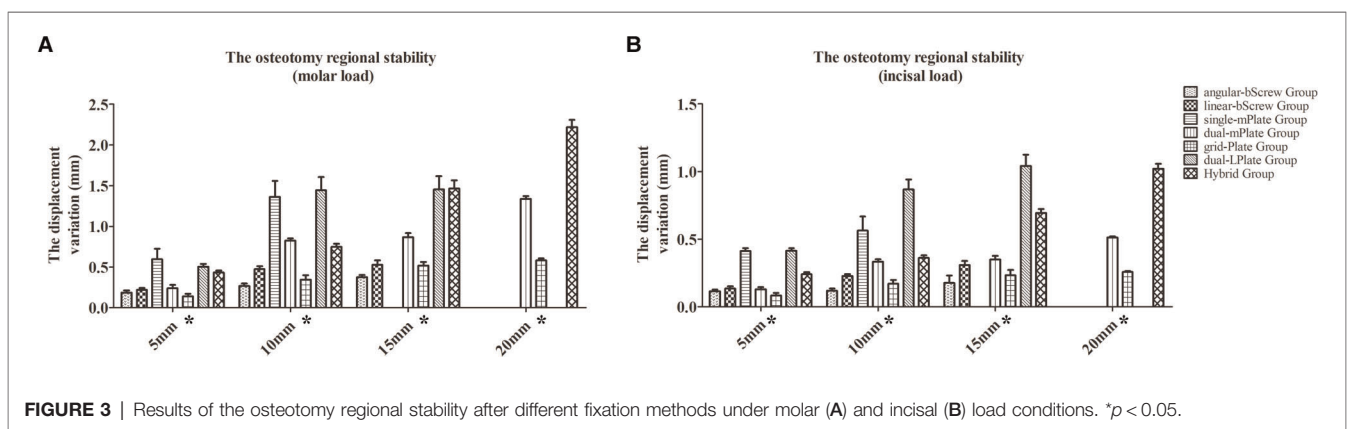 A
The osteotomy regional stability
(molar load)
The displacement
variation (mm)
2.5
2.0
1.5
1.0
0.5
0.0
5mm *
10mm *
15mm *
20mm *
B
The osteotomy regional stability
(incisal load)
The displacement
variation (mm)
1.5
1.0
0.5
0.0
5mm *
10mm *
15mm *
20mm *
angular-bScrew Group
linear-bScrew Group
single-mPlate Group
dual-mPlate Group
grid-Plate Group
dual-LPlate Group
Hybrid Group
FIGURE 3 | Results of the osteotomy regional stability after different fixation methods under molar (A) and incisal (B) load conditions. *p < 0.05.